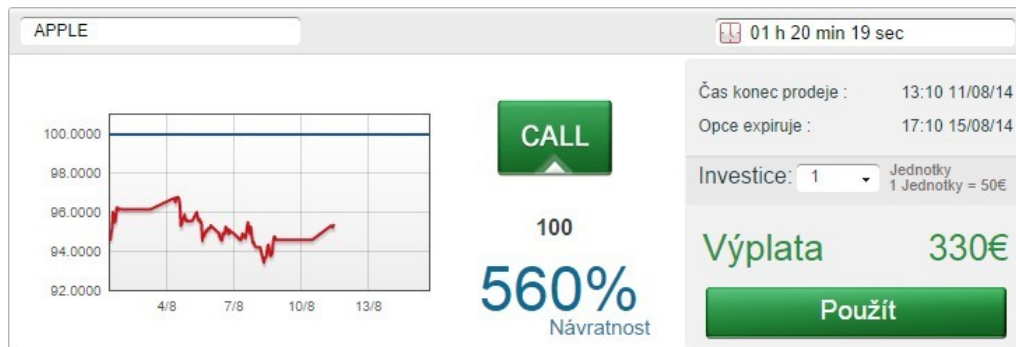 APPLE
01 h 20 min 19 sec
100.0000
98.0000
96.0000
94.0000
92.0000
4/8 7/8 10/8 13/8
CALL
100
560%
Návratnost
Čas konec prodeje : 13:10 11/08/14
Opce expiruje : 17:10 15/08/14
Investice: 1 Jednotky
1 Jednotky = 50€
Výplata 330€
Použít